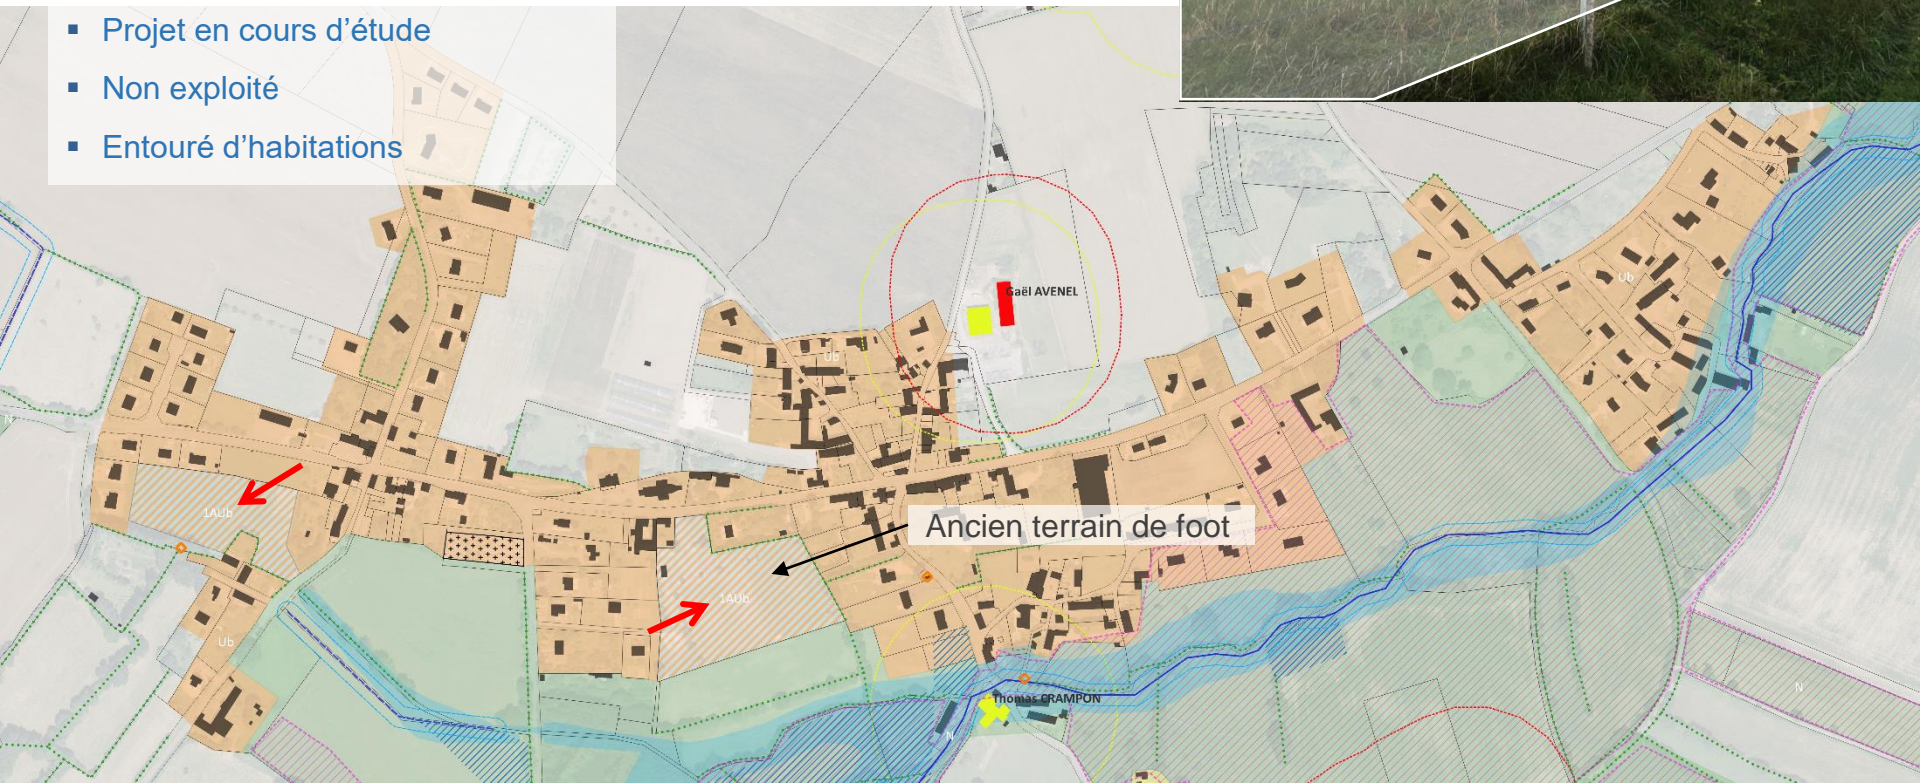 ▪ Projet en cours d’étude
▪ Non exploité
▪ Entouré d’habitations
Ub
Gaël AVENEL
Ub
N
1AUb
Ancien terrain de foot
1AUb
Ub
Thomas CRAMPON
N
N